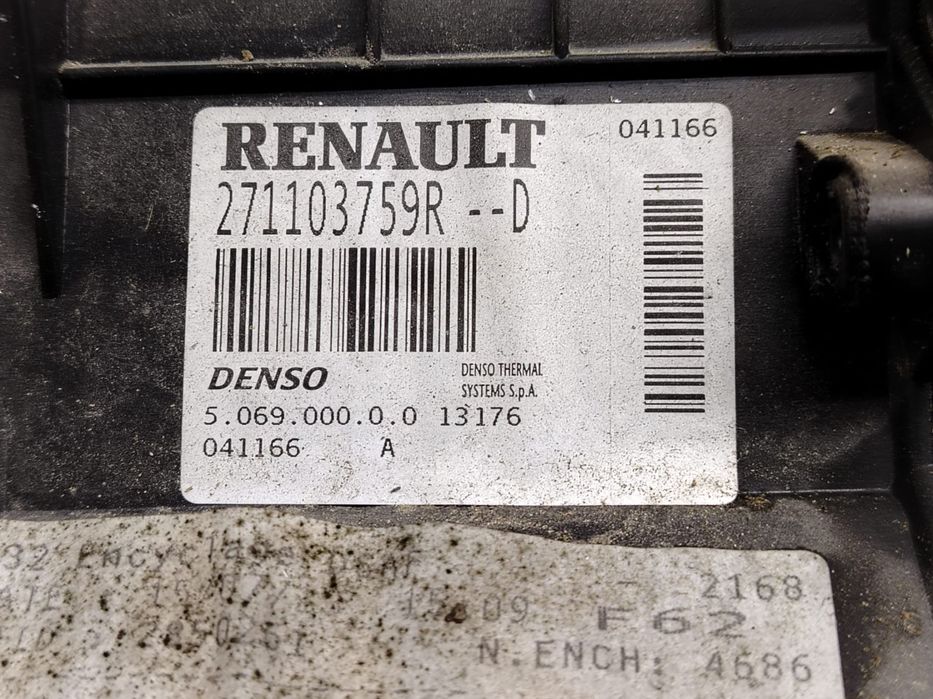 RENAULT
041166
271103759R --D
DENSO
DENSO THERMAL
SYSTEMS S.p.A.
5.069.000.0.0 13176
041166 A
2168
F62
N.ENCH: 4686